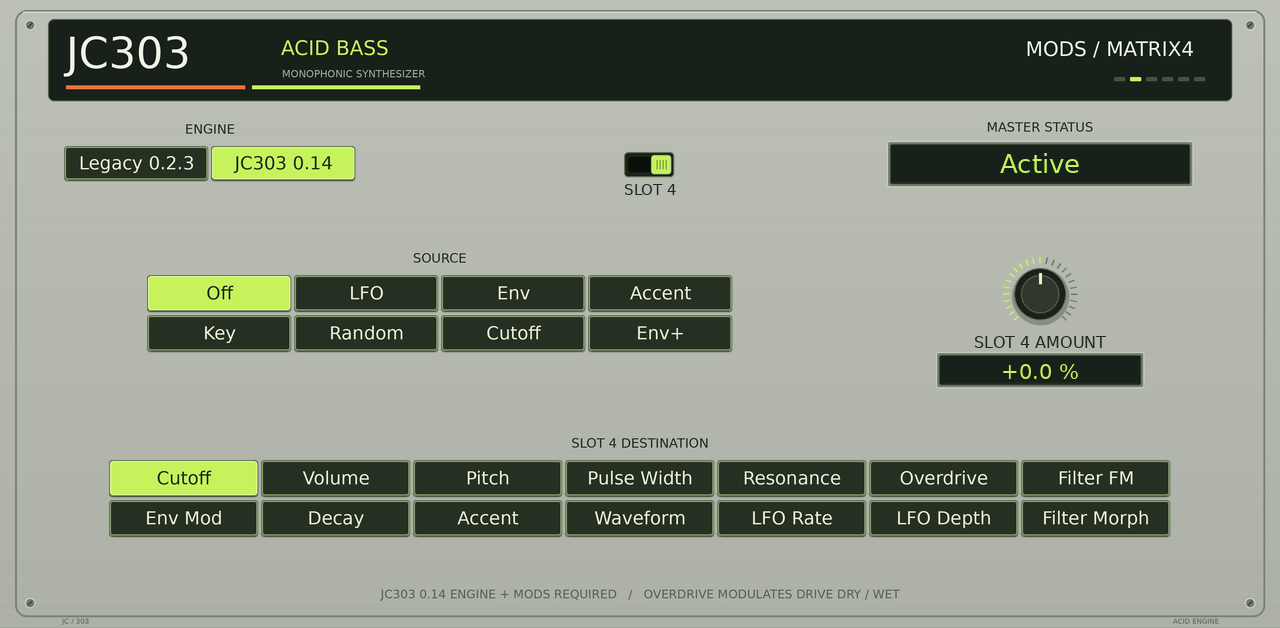 JC303
ACID BASS
MONOPHONIC SYNTHESIZER
MODS / MATRIX4
ENGINE
Legacy 0.2.3 JC303 0.14
SLOT 4
MASTER STATUS
Active
SOURCE
Off LFO Env Accent
Key Random Cutoff Env+
SLOT 4 AMOUNT
+0.0 %
SLOT 4 DESTINATION
Cutoff Volume Pitch Pulse Width Resonance Overdrive Filter FM
Env Mod Decay Accent Waveform LFO Rate LFO Depth Filter Morph
JC303 0.14 ENGINE + MODS REQUIRED / OVERDRIVE MODULATES DRIVE DRY / WET
JC / 303
ACID ENGINE